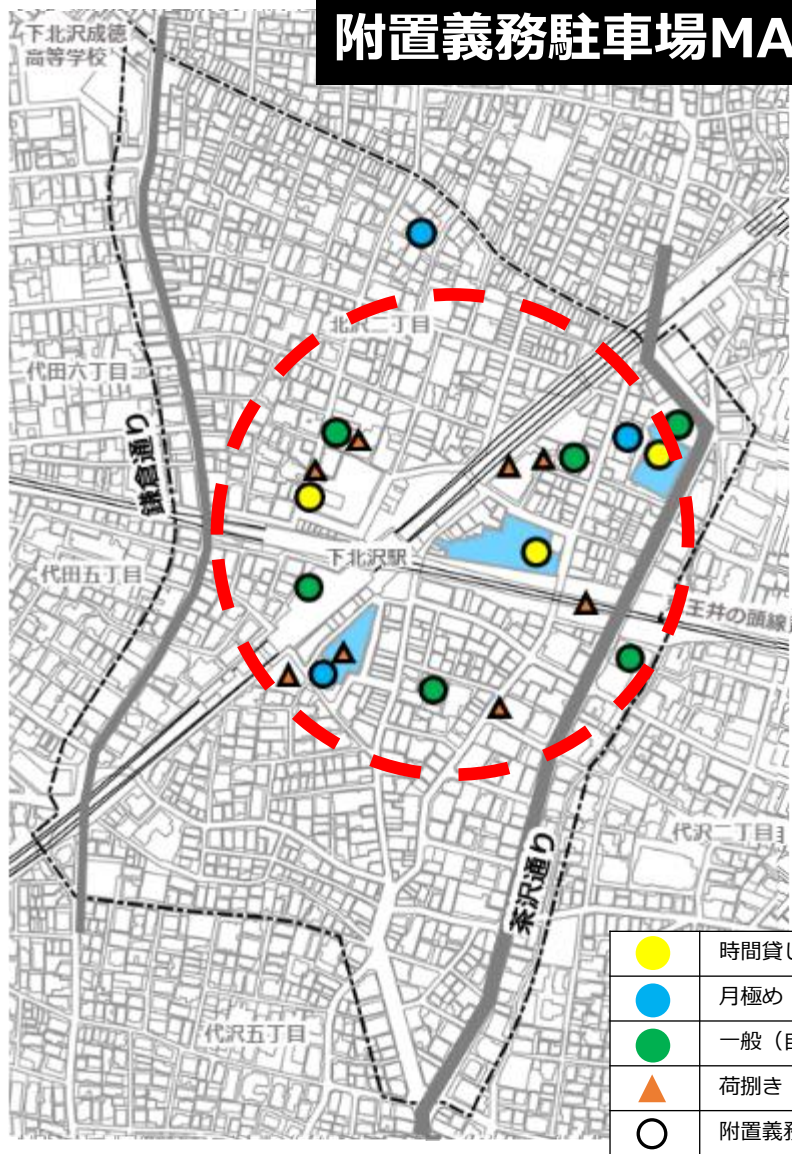 附置義務駐車場MA
下北沢成徳
高等学校
北沢二丁目
代田六丁目
鎌倉通り
下北沢駅
代田五丁目
王井の頭線
代沢二丁目
茶沢通り
代沢五丁目
時間貸し
月極め
一般（自
荷捌き
附置義務